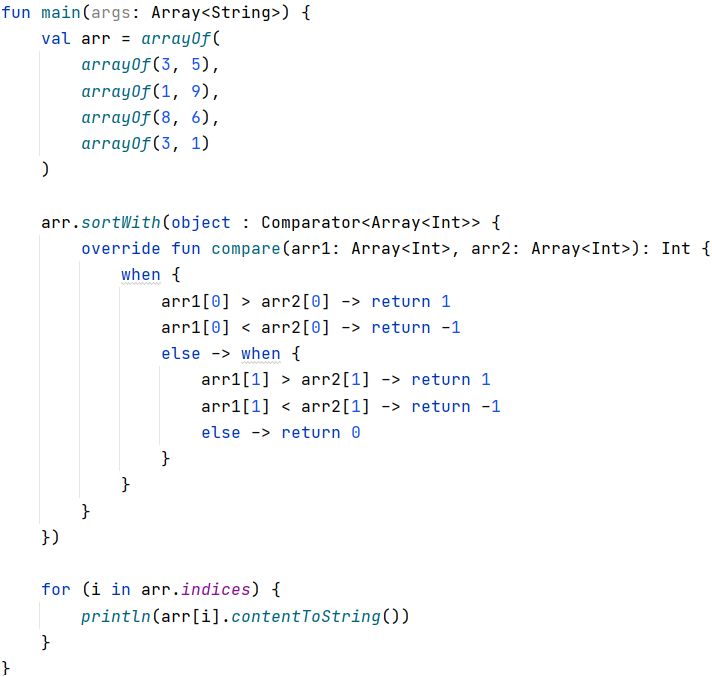 fun main(args: Array<String>) {
    val arr = arrayOf(
        arrayOf(3, 5),
        arrayOf(1, 9),
        arrayOf(8, 6),
        arrayOf(3, 1)
    )

    arr.sortWith(object : Comparator<Array<Int>> {
        override fun compare(arr1: Array<Int>, arr2: Array<Int>): Int {
            when {
                arr1[0] > arr2[0] -> return 1
                arr1[0] < arr2[0] -> return -1
                else -> when {
                    arr1[1] > arr2[1] -> return 1
                    arr1[1] < arr2[1] -> return -1
                    else -> return 0
                }
            }
        }
    })

    for (i in arr.indices) {
        println(arr[i].contentToString())
    }
}